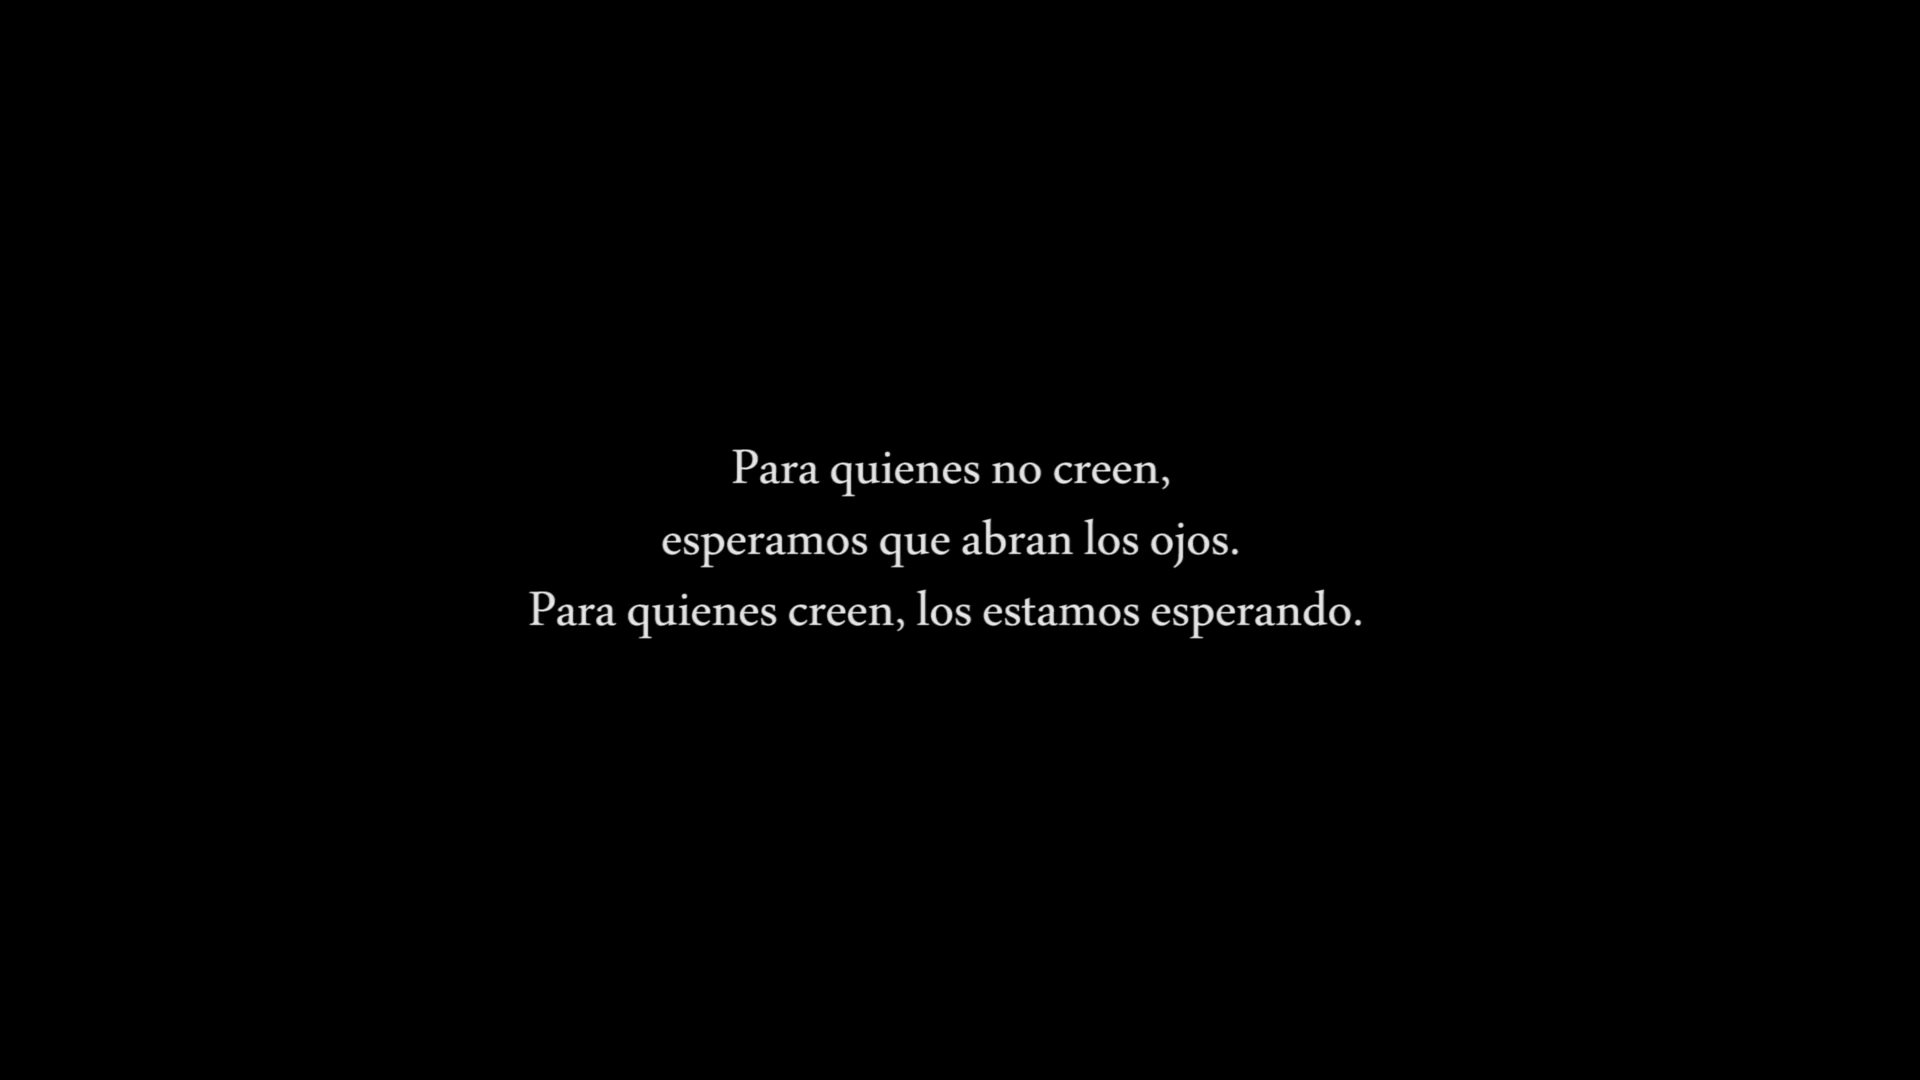 Para quienes no creen,
esperamos que abran los ojos.
Para quienes creen, los estamos esperando.